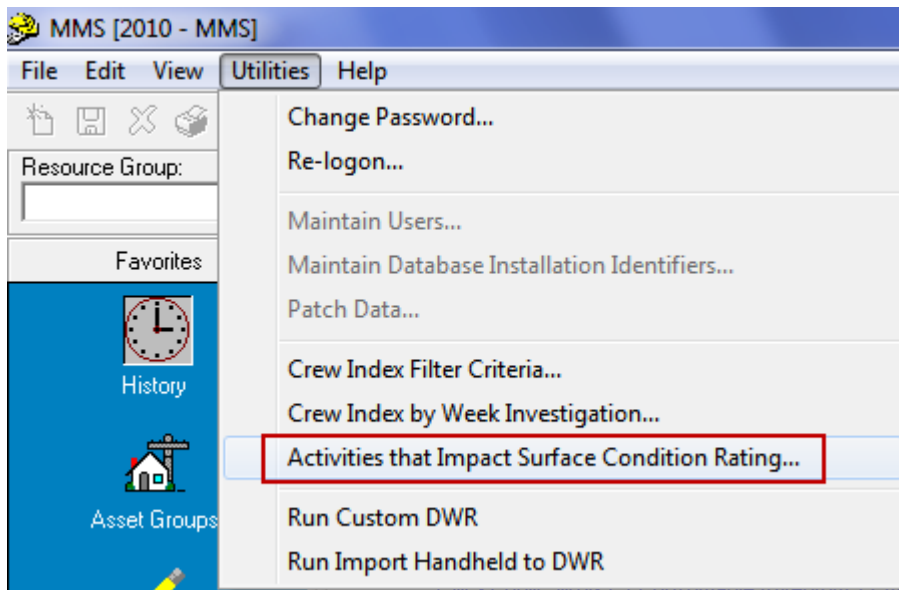 MMS [2010 - MMS]
File Edit View Utilities Help
Change Password...
Re-logon...
Resource Group:
Maintain Users...
Favorites
Maintain Database Installation Identifiers...
Patch Data...
Crew Index Filter Criteria...
History
Crew Index by Week Investigation...
Activities that Impact Surface Condition Rating...
Asset Groups
Run Custom DWR
Run Import Handheld to DWR